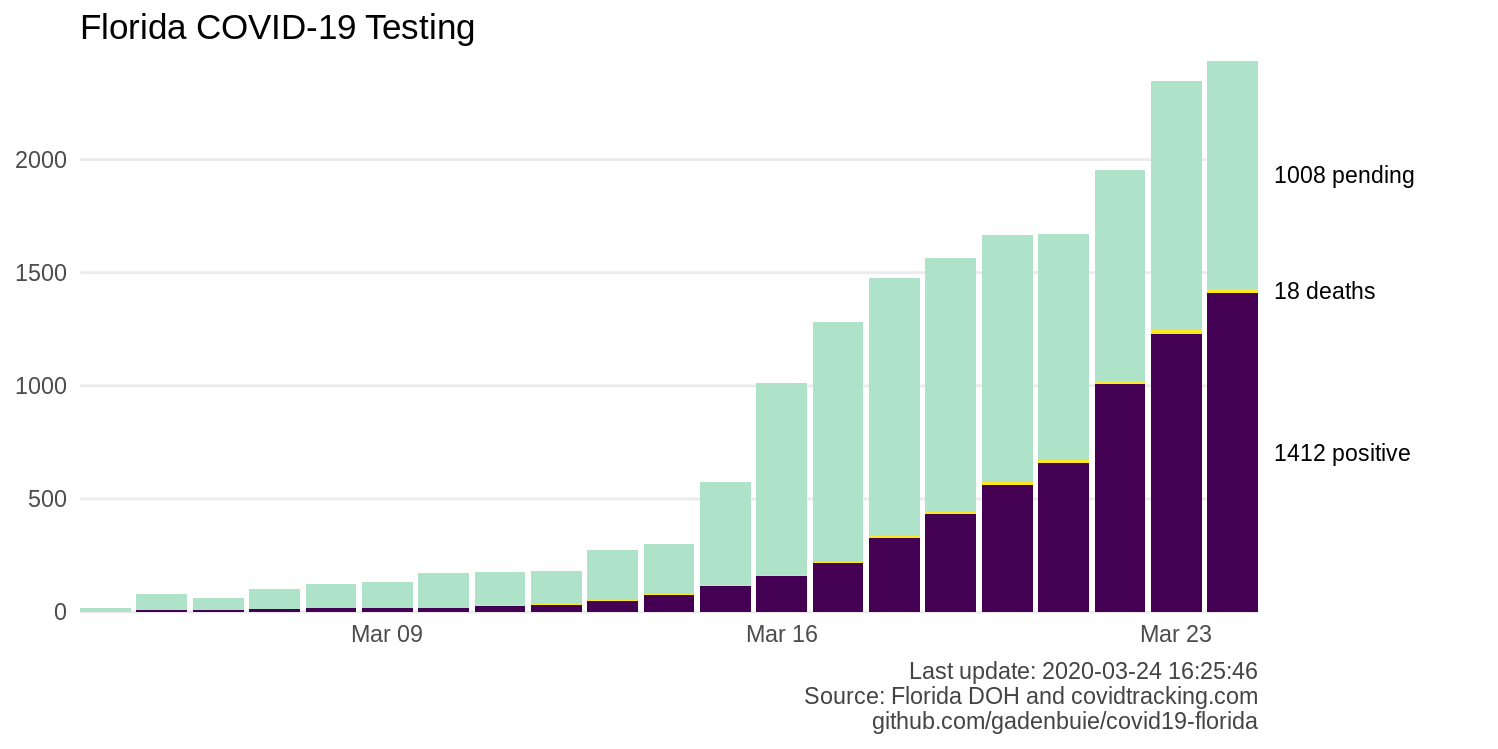 Florida COVID-19 Testing
2000
1500
1000
500
0
1008 pending
18 deaths
1412 positive
Mar 09
Mar 16
Mar 23
Last update: 2020-03-24 16:25:46
Source: Florida DOH and covidtracking.com
github.com/gadenbuie/covid19-florida